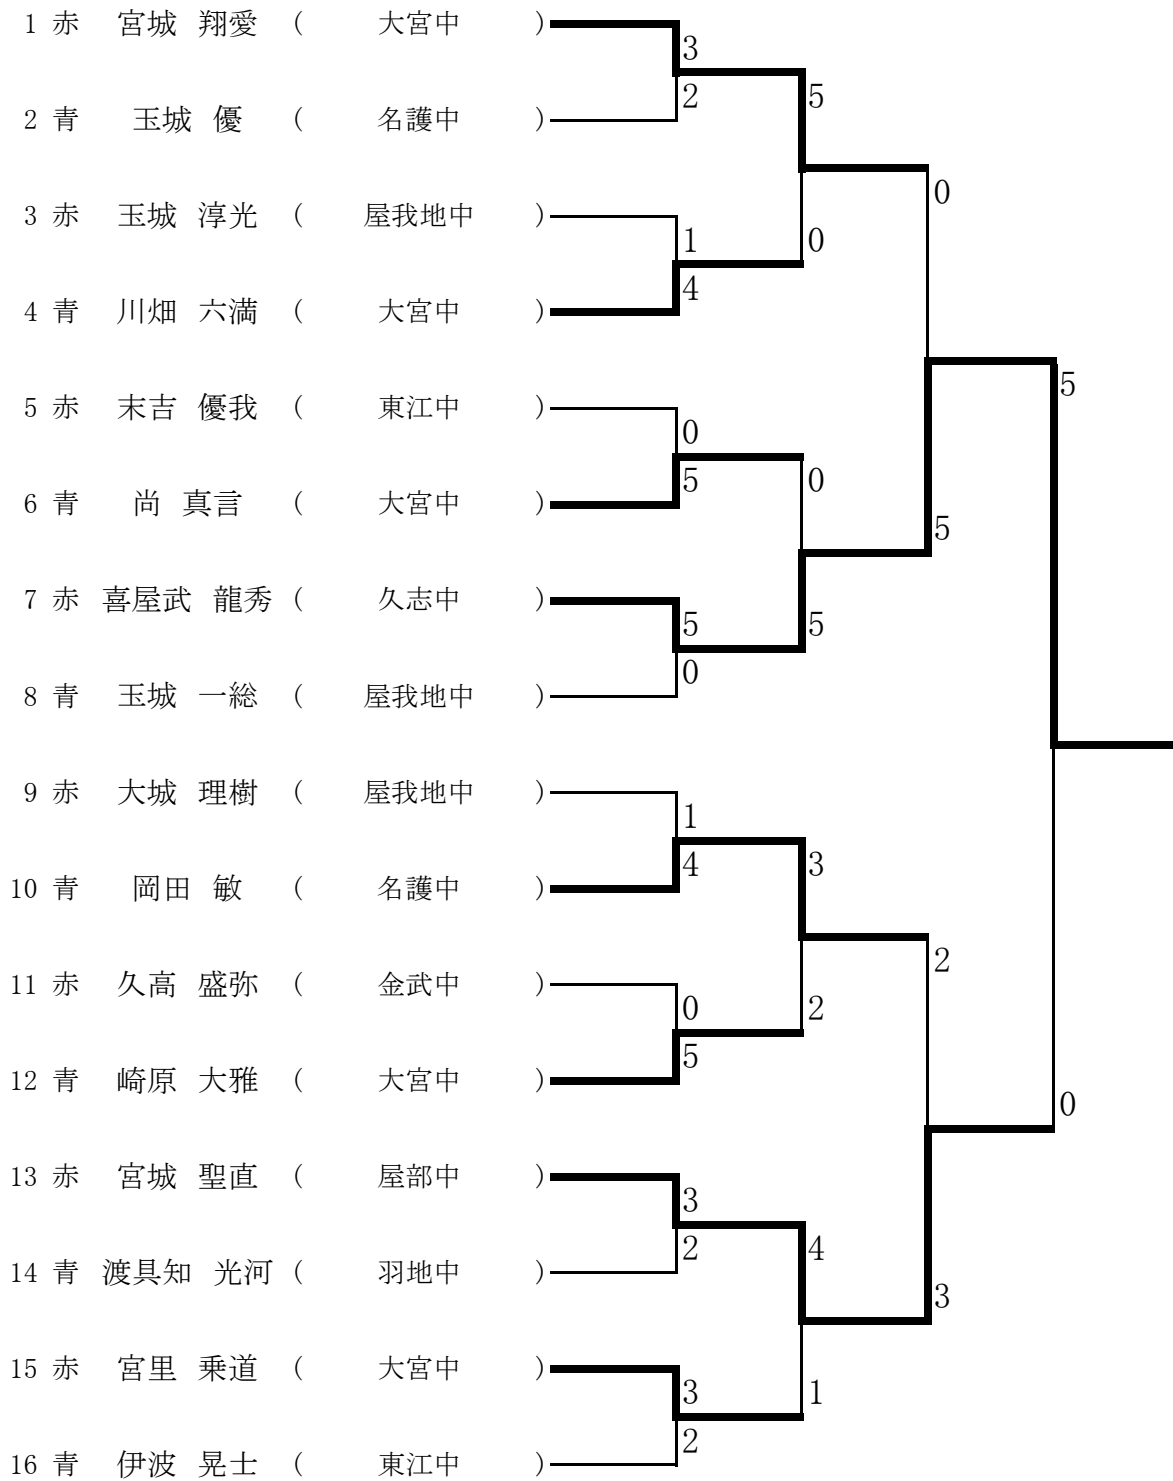 1 赤 宮城 翔愛 ( 大宮中 )
3
2
5
2 青 玉城 優 ( 名護中 )
0
3 赤 玉城 淳光 ( 屋我地中 )
1
0
4
4 青 川畑 六満 ( 大宮中 )
5
5 赤 末吉 優我 ( 東江中 )
0
5
0
6 青 尚 真言 ( 大宮中 )
5
7 赤 喜屋武 龍秀 ( 久志中 )
5
5
0
8 青 玉城 一総 ( 屋我地中 )
9 赤 大城 理樹 ( 屋我地中 )
1
4
3
10 青 岡田 敏 ( 名護中 )
2
11 赤 久高 盛弥 ( 金武中 )
0
2
5
12 青 崎原 大雅 ( 大宮中 )
0
13 赤 宮城 聖直 ( 屋部中 )
3
2
4
14 青 渡具知 光河 ( 羽地中 )
3
15 赤 宮里 乗道 ( 大宮中 )
3
1
2
16 青 伊波 晃士 ( 東江中 )